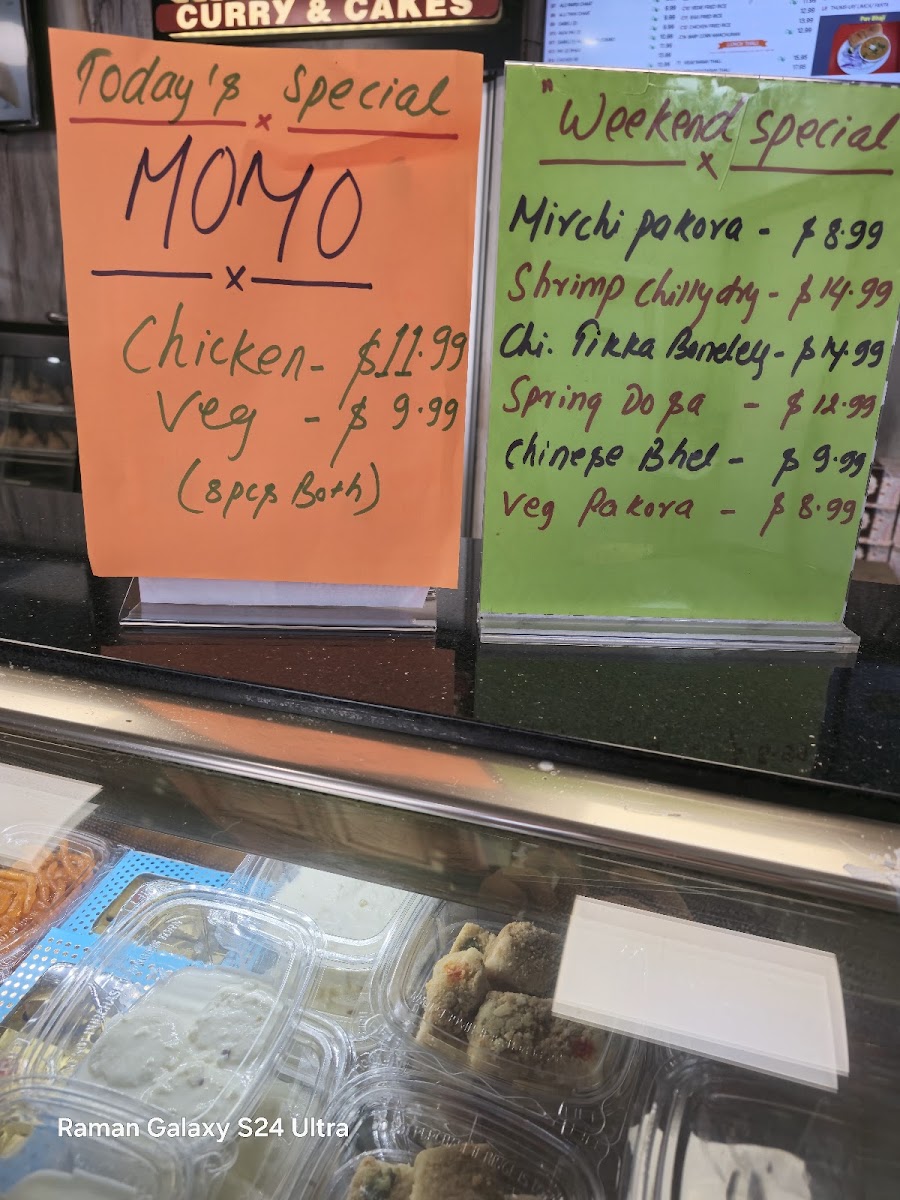 CURRY & CAKES
Today's Special
MOMO
Chicken - $11.99
Veg - $ 9.99
(8pcs Both)
"Weekend Special
Mirchi pakora - $8.99
Shrimp chilly dry - $14.99
Chi. Tikka - $14.99
Spring Dosa - $12.99
Chinese Bhel - $9.99
Veg Pakora - $8.99
Pav Bhaji
Raman Galaxy S24 Ultra